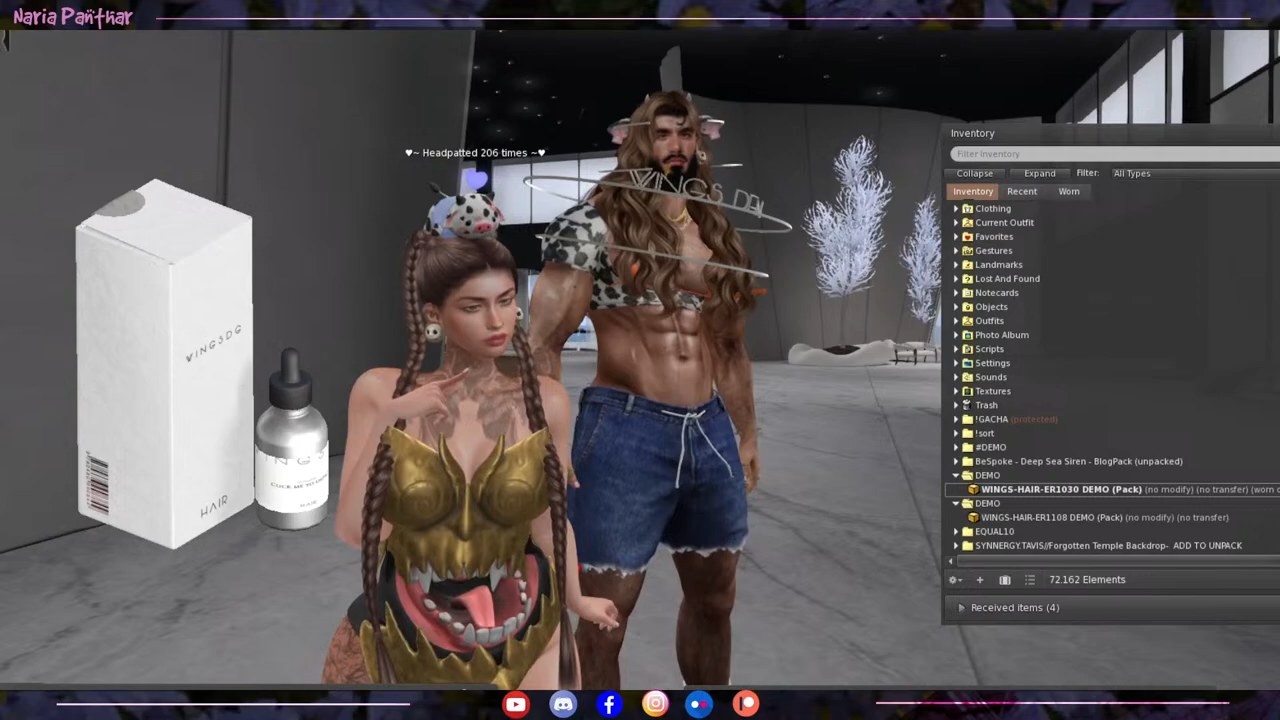 Naria Panthar
♥~ Headpatted 206 times ~♥
WINGS DEN
WINGSDG
HAIR
HAIR
Inventory
Filter Inventory
Collapse Expand Filter: All Types
Inventory Recent Worn
Clothing
Current Outfit
Favorites
Gestures
Landmarks
Lost And Found
Notecards
Objects
Outfits
Photo Album
Scripts
Settings
Sounds
Textures
Trash
!GACHA (protected)
!sort
#DEMO
BeSpoke - Deep Sea Siren - BlogPack (unpacked)
DEMO
WINGS-HAIR-ER1030 DEMO (Pack) (no modify) (no transfer) (worn
DEMO
WINGS-HAIR-ER1108 DEMO (Pack) (no modify) (no transfer)
EQUAL10
SYNNERGY.TAVIS//Forgotten Temple Backdrop- ADD TO UNPACK
72.162 Elements
Received items (4)